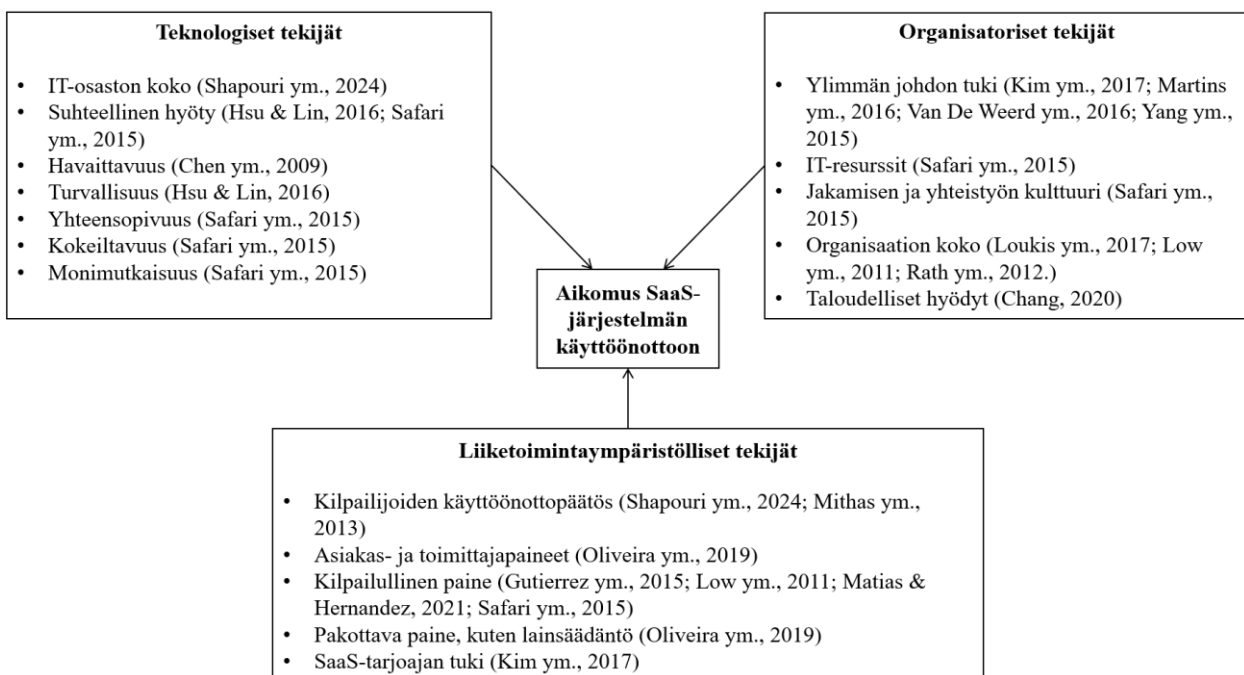 Teknologiset tekijät
• IT-osaston koko (Shapouri ym., 2024)
• Suhteellinen hyöty (Hsu & Lin, 2016; Safari
ym., 2015)
• Havaittavuus (Chen ym., 2009)
• Turvallisuus (Hsu & Lin, 2016)
• Yhteensopivuus (Safari ym., 2015)
• Kokeiltavuus (Safari ym., 2015)
• Monimutkaisuus (Safari ym., 2015)
Organisatoriset tekijät
• Ylimmän johdon tuki (Kim ym., 2017; Martins
ym., 2016; Van De Weerd ym., 2016; Yang ym.,
2015)
• IT-resurssit (Safari ym., 2015)
• Jakamisen ja yhteistyön kulttuuri (Safari ym.,
2015)
• Organisaation koko (Loukis ym., 2017; Low
ym., 2011; Rath ym., 2012.)
• Taloudelliset hyödyt (Chang, 2020)
Aikomus SaaS-
järjestelmän
käyttöönottoon
Liiketoimintaympäristölliset tekijät
• Kilpailijoiden käyttöönottopäätös (Shapouri ym., 2024; Mithas ym.,
2013)
• Asiakas- ja toimittajapaineet (Oliveira ym., 2019)
• Kilpailullinen paine (Gutierrez ym., 2015; Low ym., 2011; Matias &
Hernandez, 2021; Safari ym., 2015)
• Pakottava paine, kuten lainsäädäntö (Oliveira ym., 2019)
• SaaS-tarjoajan tuki (Kim ym., 2017)